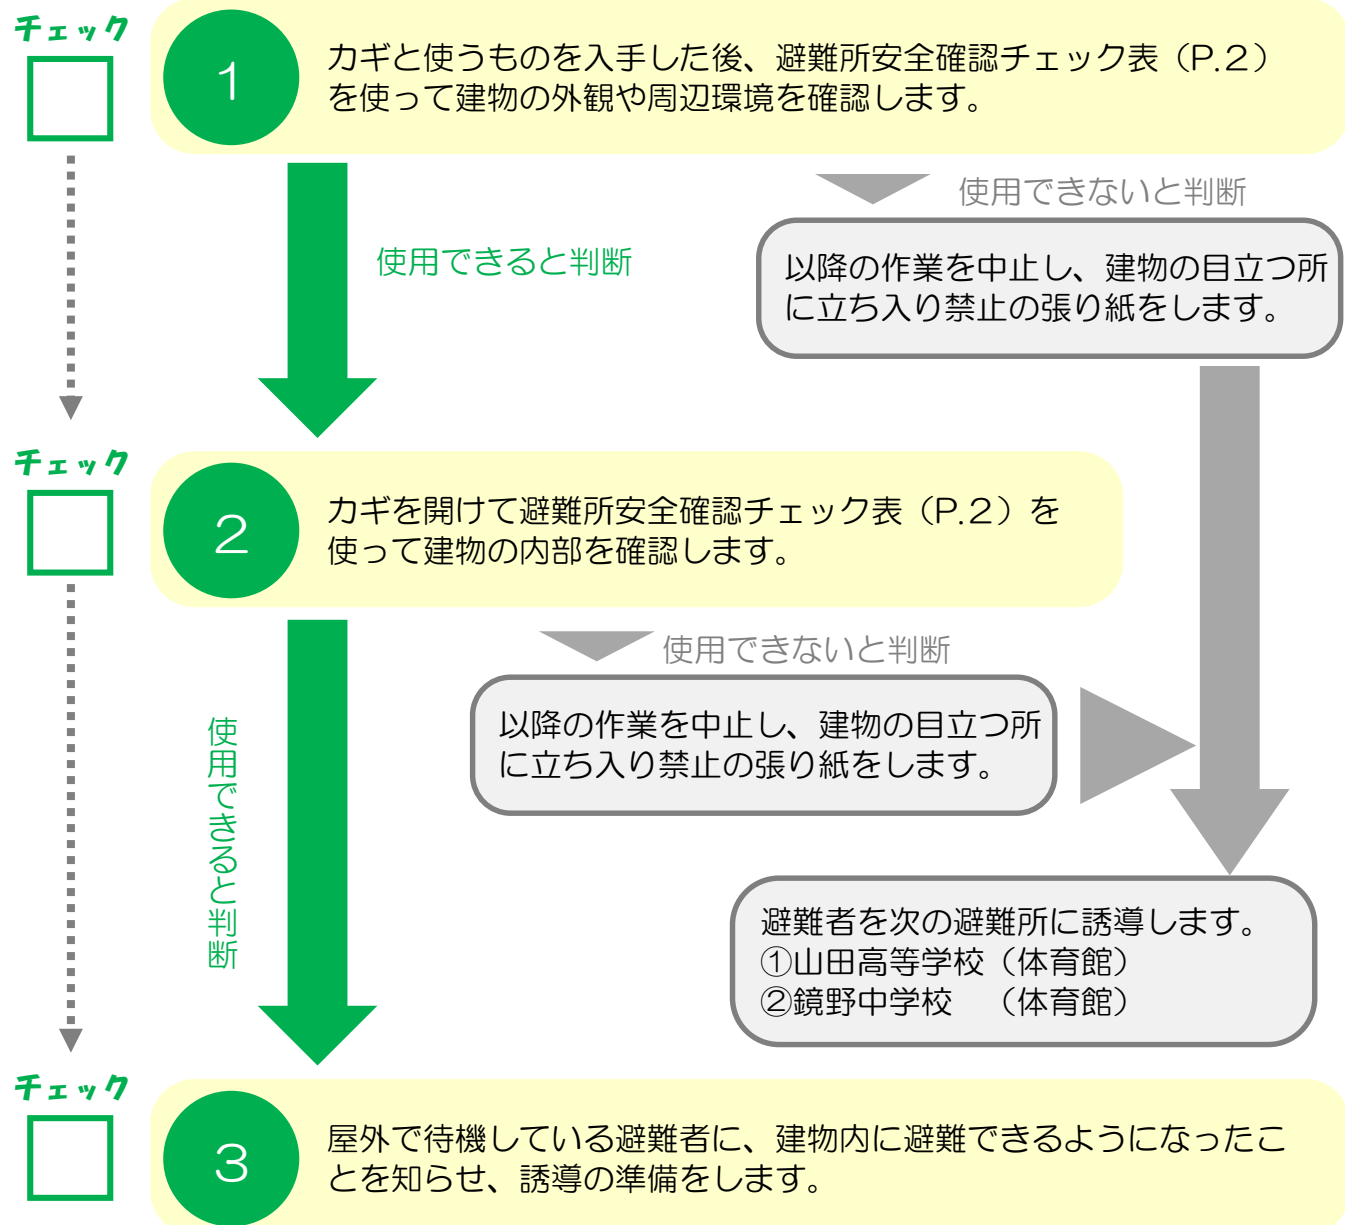 チェック
1
カギと使うものを入手した後、避難所安全確認チェック表（P.2）
を使って建物の外観や周辺環境を確認します。
使用できないと判断
使用できると判断
以降の作業を中止し、建物の目立つ所
に立ち入り禁止の張り紙をします。
チェック
2
カギを開けて避難所安全確認チェック表（P.2）を
使って建物の内部を確認します。
使用できないと判断
使用できると判断
以降の作業を中止し、建物の目立つ所
に立ち入り禁止の張り紙をします。
避難者を次の避難所に誘導します。
①山田高等学校（体育館）
②鏡野中学校　（体育館）
チェック
3
屋外で待機している避難者に、建物内に避難できるようになったこ
とを知らせ、誘導の準備をします。